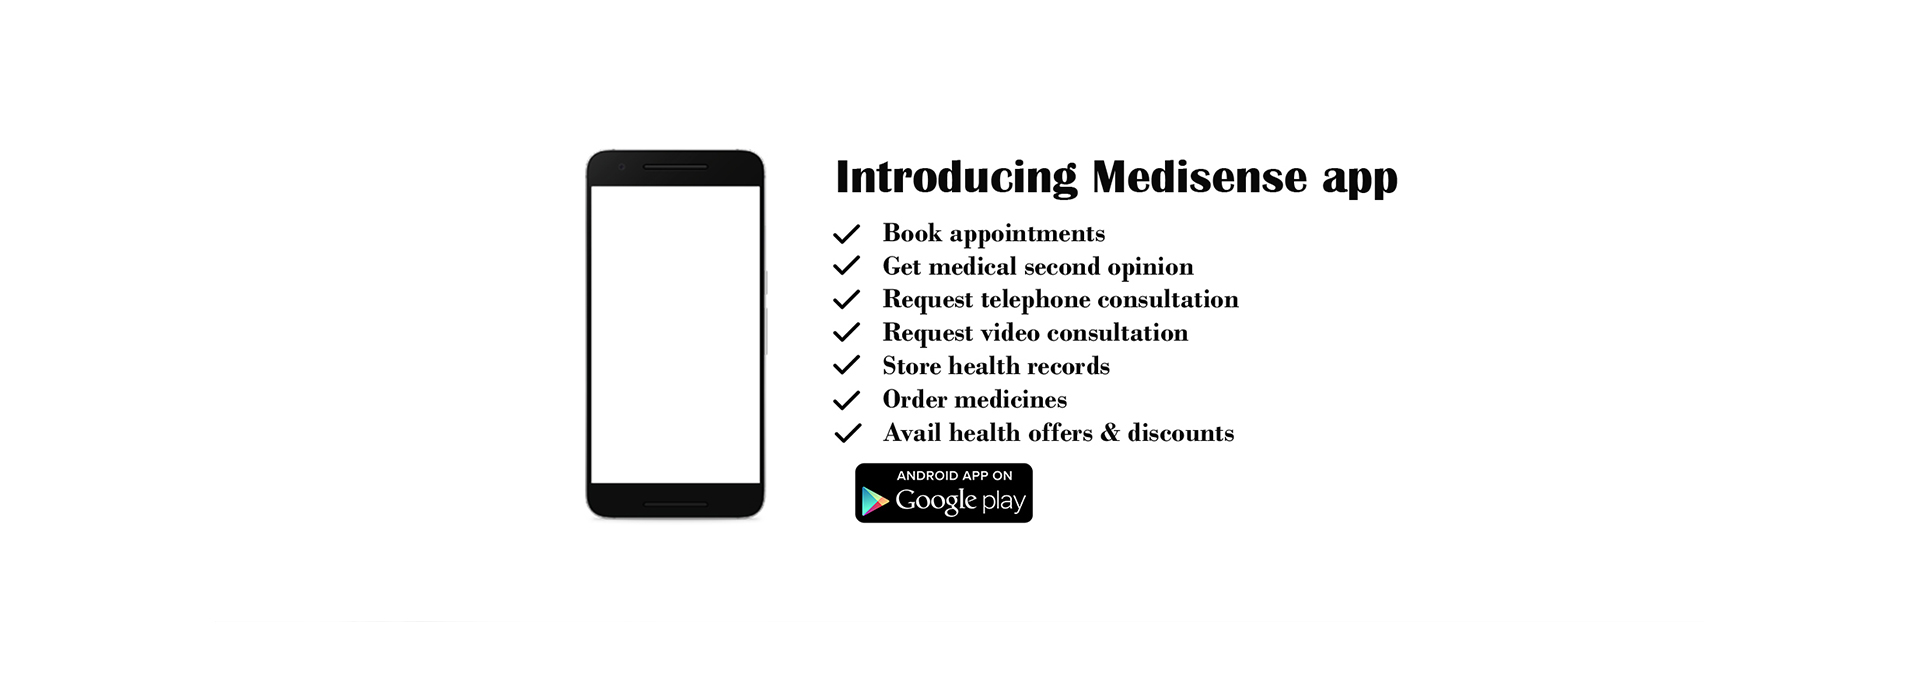 Introducing Medisense app
Book appointments
Get medical second opinion
Request telephone consultation
Request video consultation
Store health records
Order medicines
Avail health offers & discounts
ANDROID APP ON
Google play